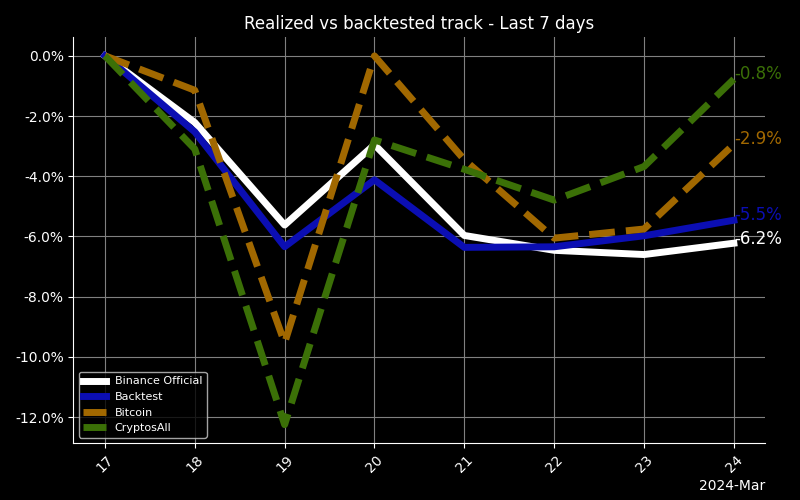 Realized vs backtested track - Last 7 days
0.0%
-2.0%
-4.0%
-6.0%
-8.0%
-10.0%
-12.0%
-0.8%
-2.9%
-5.5%
-6.2%
Binance Official
Backtest
Bitcoin
CryptosAll
17 18 19 20 21 22 23 24
2024-Mar